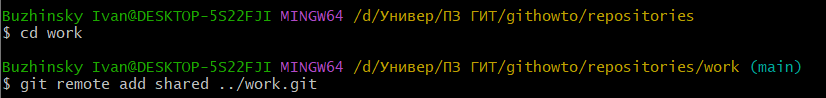 Buzhinsky Ivan@DESKTOP-5S22FJI MINGW64 /d/Универ/ПЗ ГИТ/githowto/repositories
$ cd work
Buzhinsky Ivan@DESKTOP-5S22FJI MINGW64 /d/Универ/ПЗ ГИТ/githowto/repositories/work (main)
$ git remote add shared ../work.git